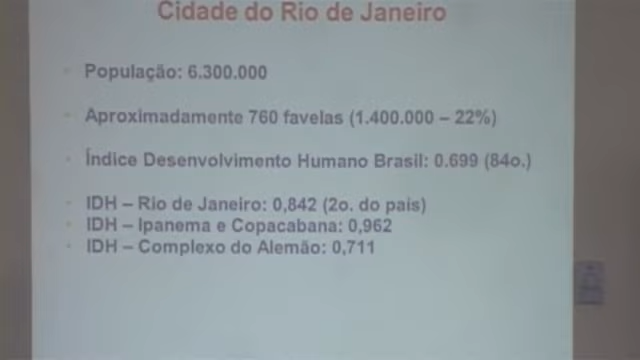 Cidade do Rio de Janeiro
População: 6.300.000
Aproximadamente 760 favelas (1.400.000 – 22%)
Índice Desenvolvimento Humano Brasil: 0.699 (84o.)
IDH – Rio de Janeiro: 0,842 (2o. do país)
IDH – Ipanema e Copacabana: 0,962
IDH – Complexo do Alemão: 0,711